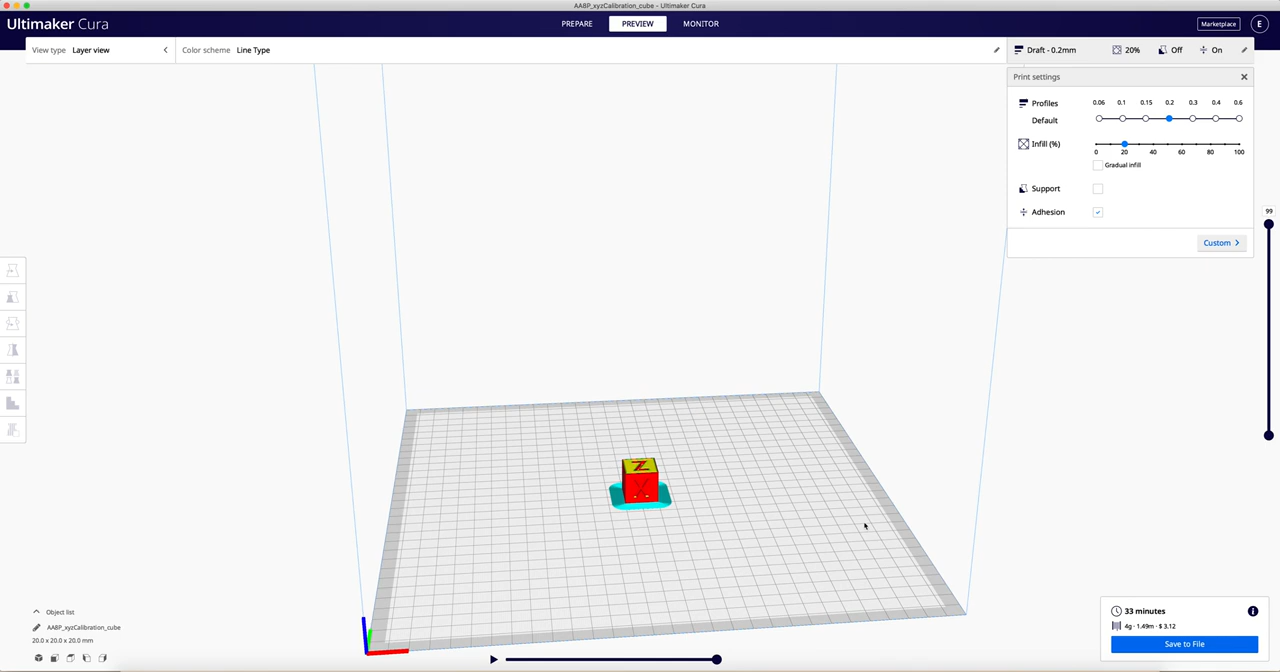 AA8P_xyzCalibration_cube - Ultimaker Cura
Ultimaker Cura
PREPARE
PREVIEW
MONITOR
Marketplace
E
View type Layer view
Color scheme Line Type
Draft - 0.2mm
20%
Off
On
Print settings
Profiles
0.06 0.1 0.15 0.2 0.3 0.4 0.6
Default
Infill (%)
0 20 40 60 80 100
Gradual infill
Support
Adhesion
Custom
99
Z
X
Object list
AA8P_xyzCalibration_cube
20.0 x 20.0 x 20.0 mm
33 minutes
4g · 1.49m · $ 3.12
Save to File